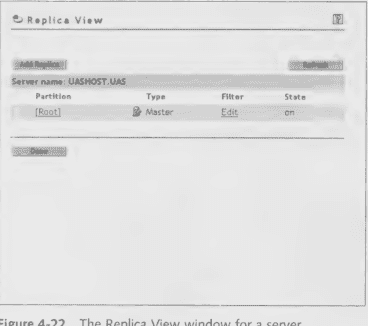 Replica View
Add Replica
Refresh
Server name: UASHOST.UAS
Partition Type Filter State
[Root] Master Edit on
Done
Figure 4-22 The Replica View window for a server